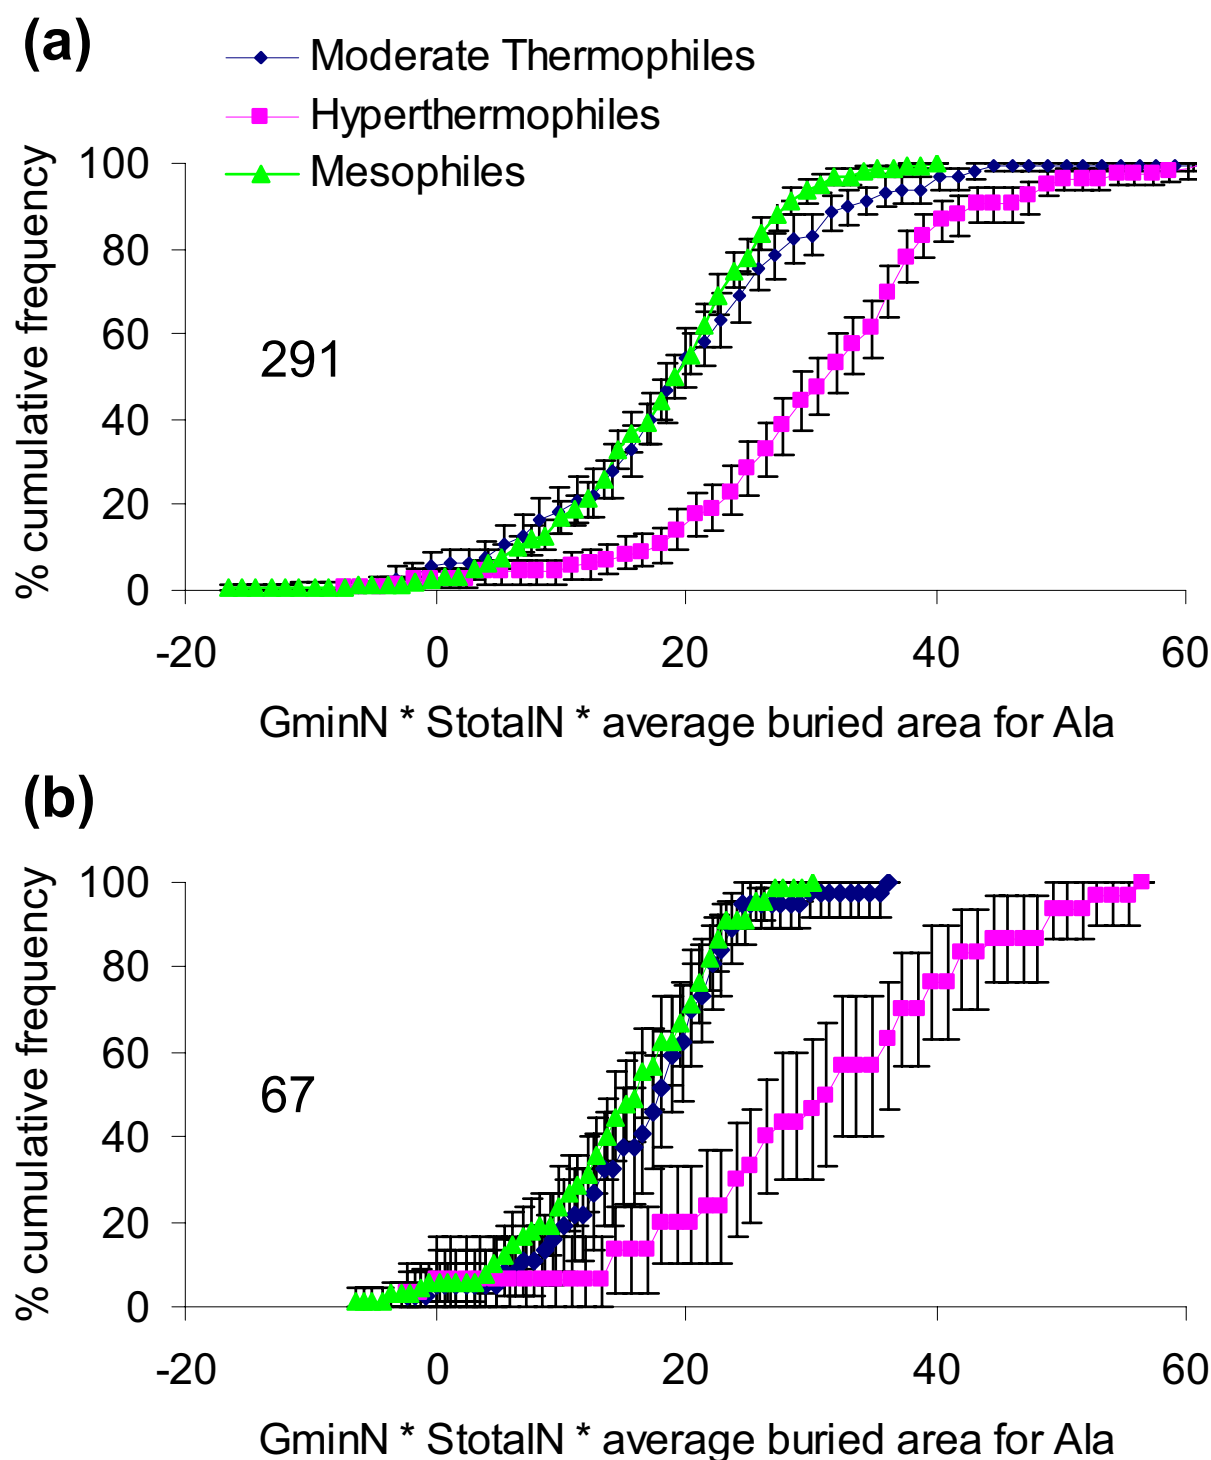 (a)
Moderate Thermophiles
Hyperthermophiles
Mesophiles
% cumulative frequency
100
80
60
40
20
0
291
-20 0 20 40 60
GminN * StotalN * average buried area for Ala
(b)
% cumulative frequency
100
80
60
40
20
0
67
-20 0 20 40 60
GminN * StotalN * average buried area for Ala